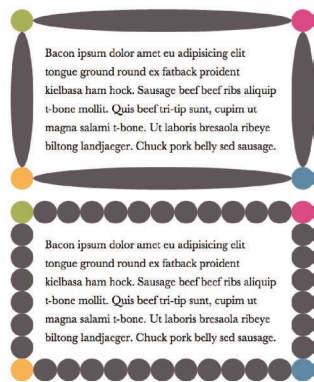 Bacon ipsum dolor amet eu adipisicing elit
tongue ground round ex fatback proident
kielbasa ham hock. Sausage beef beef ribs aliquip
t-bone mollit. Quis beef tri-tip sunt, cupim ut
magna salami t-bone. Ut laboris bresaola ribeye
biltong landjaeger. Chuck pork belly sed sausage.
Bacon ipsum dolor amet eu adipisicing elit
tongue ground round ex fatback proident
kielbasa ham hock. Sausage beef beef ribs aliquip
t-bone mollit. Quis beef tri-tip sunt, cupim ut
magna salami t-bone. Ut laboris bresaola ribeye
biltong landjaeger. Chuck pork belly sed sausage.